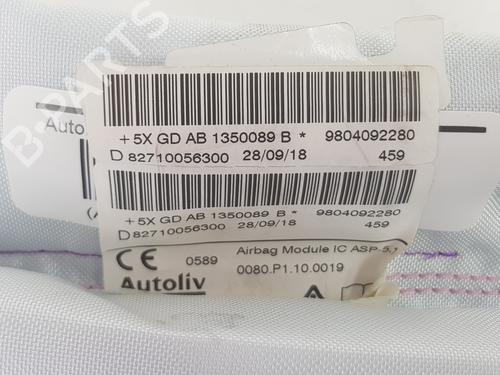 + 5X GD AB 1350089 B * 9804092280
D 82710056300 28/09/18 459
+ 5X GD AB 1350089 B * 9804092280
D 82710056300 28/09/18 459
CE 0589 Airbag Module IC ASP-5,1
0080.P1.10.0019
Autoliv
Auto
B-PARTS